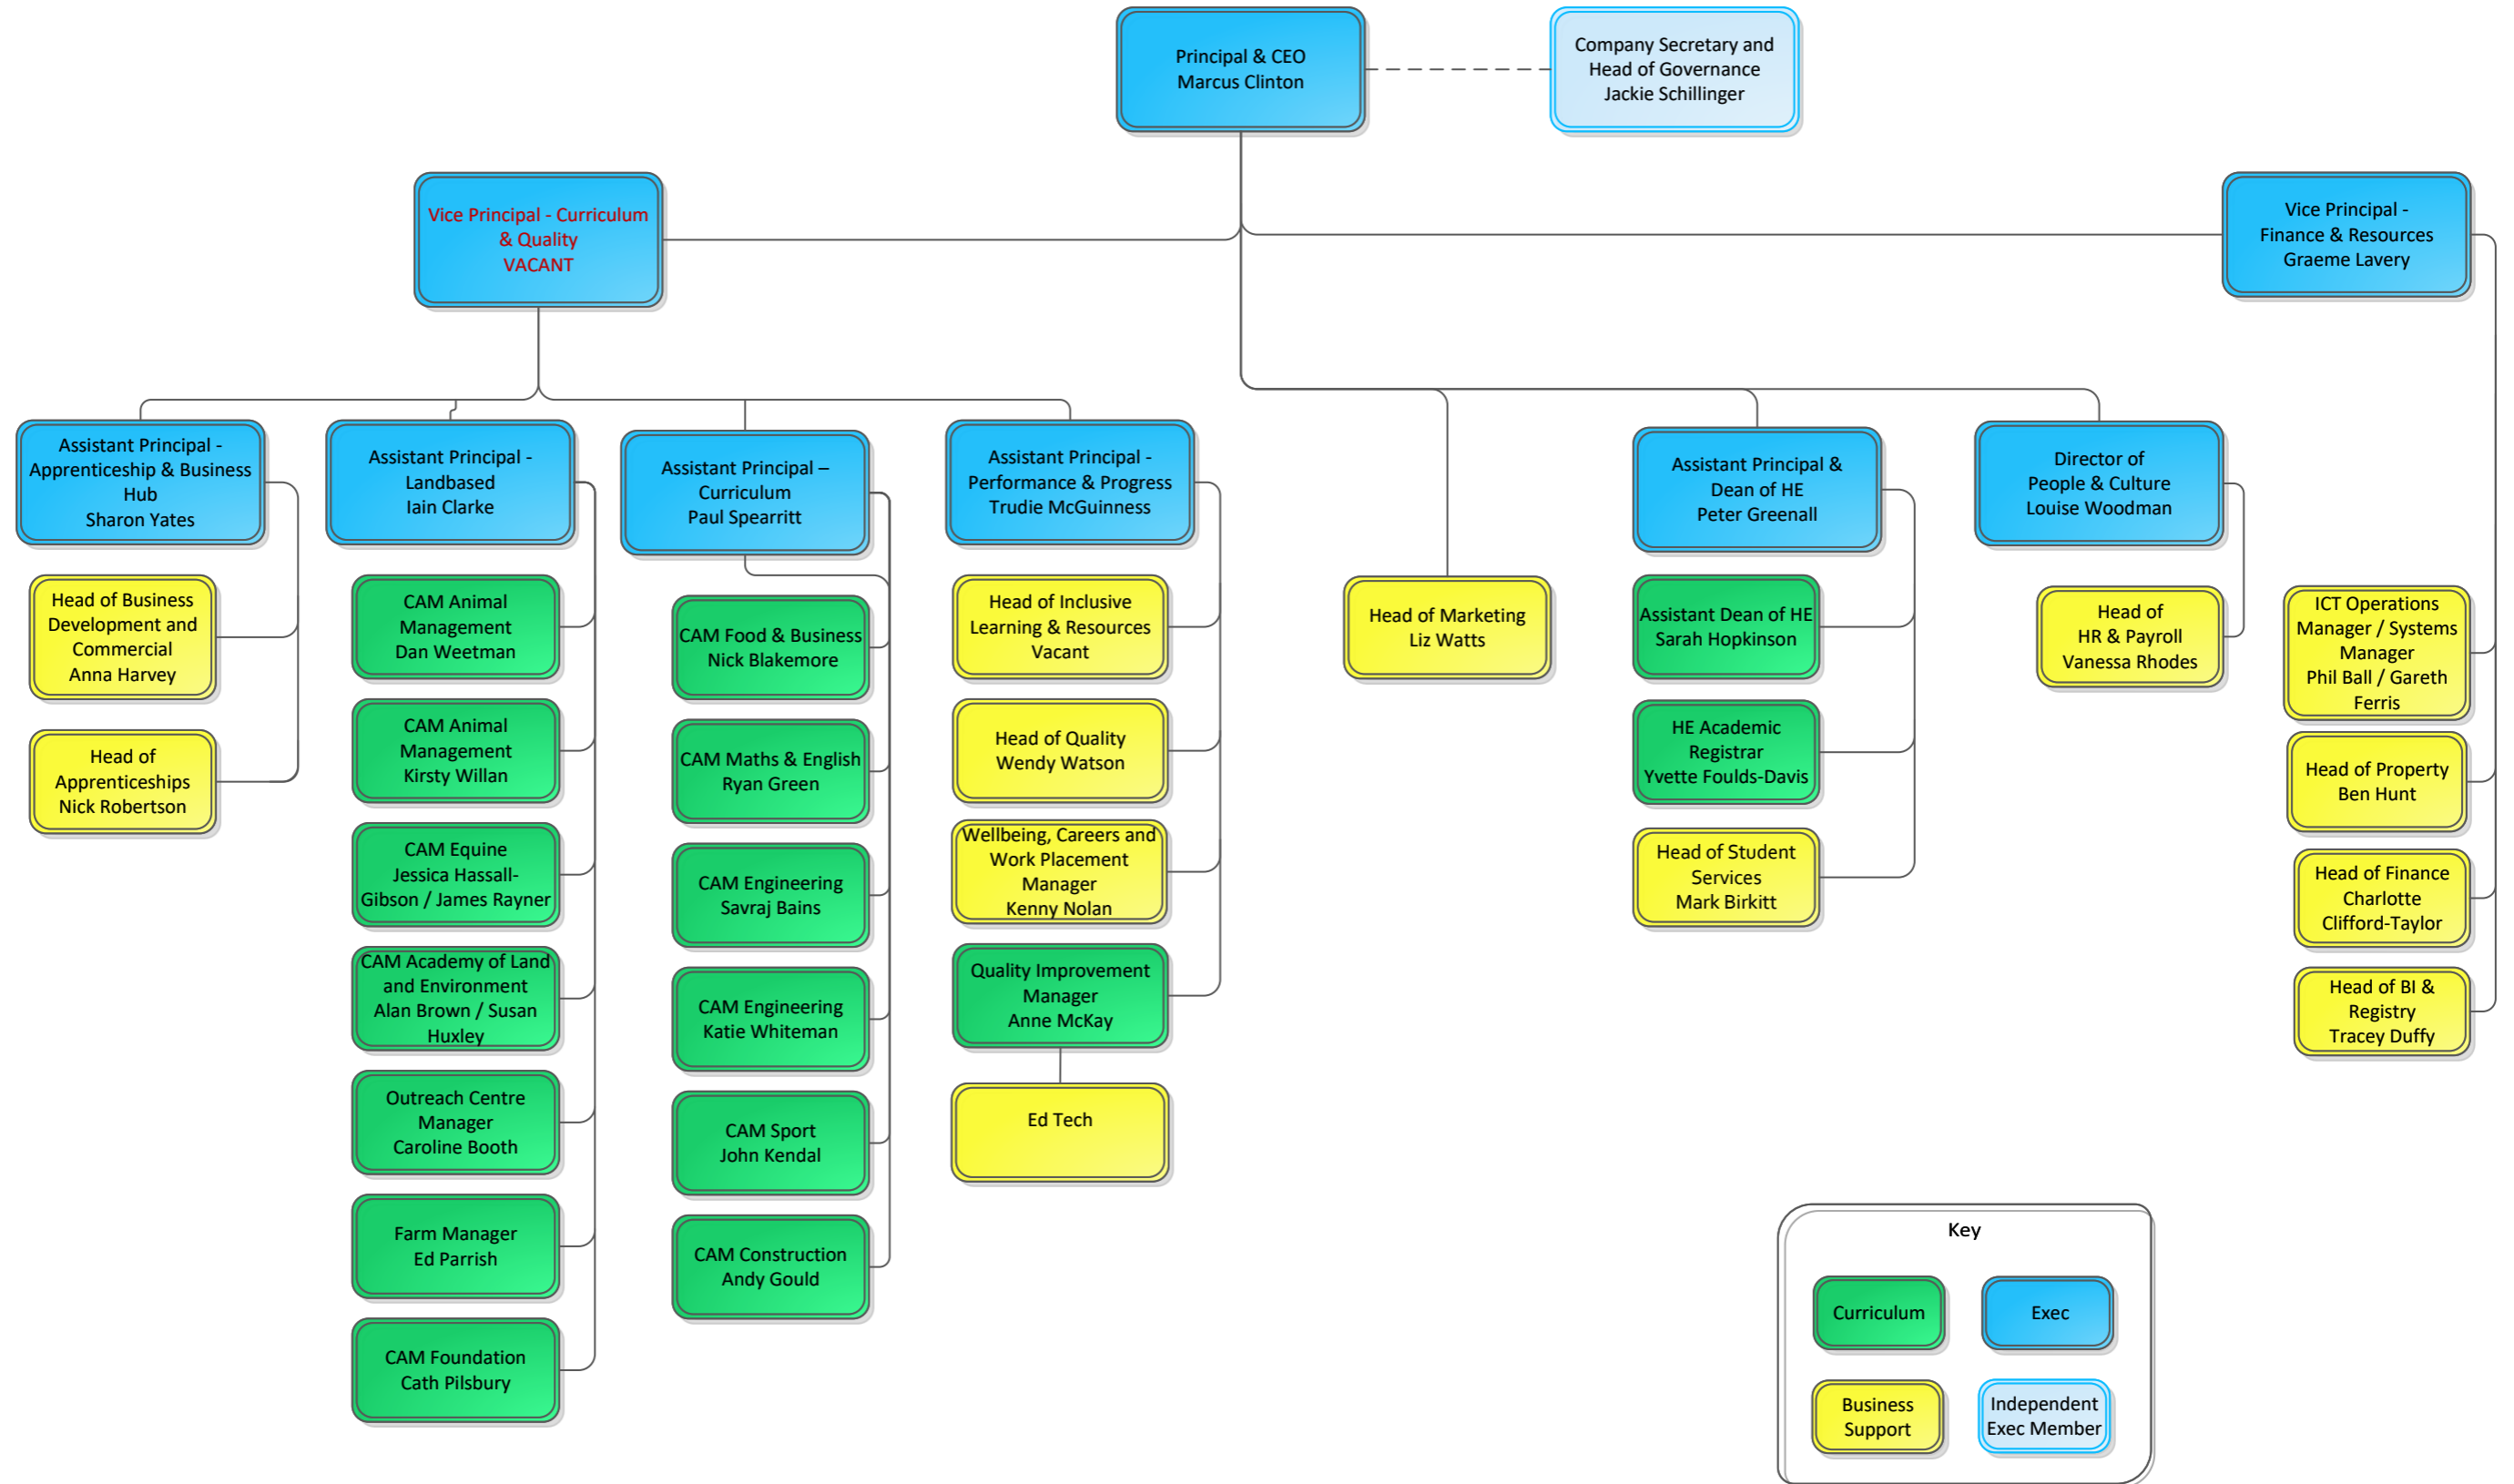 Principal & CEO
Marcus Clinton
Company Secretary and
Head of Governance
Jackie Schillinger
Vice Principal - Curriculum
& Quality
VACANT
Vice Principal -
Finance & Resources
Graeme Lavery
Assistant Principal -
Apprenticeship & Business
Hub
Sharon Yates
Head of Business
Development and
Commercial
Anna Harvey
Head of
Apprenticeships
Nick Robertson
Assistant Principal -
Landbased
Iain Clarke
CAM Animal
Management
Dan Weetman
CAM Animal
Management
Kirsty Willan
CAM Equine
Jessica Hassall-
Gibson / James Rayner
CAM Academy of Land
and Environment
Alan Brown / Susan
Huxley
Outreach Centre
Manager
Caroline Booth
Farm Manager
Ed Parrish
CAM Foundation
Cath Pilsbury
Assistant Principal –
Curriculum
Paul Spearritt
CAM Food & Business
Nick Blakemore
CAM Maths & English
Ryan Green
CAM Engineering
Savraj Bains
CAM Engineering
Katie Whiteman
CAM Sport
John Kendal
CAM Construction
Andy Gould
Assistant Principal -
Performance & Progress
Trudie McGuinness
Head of Inclusive
Learning & Resources
Vacant
Head of Quality
Wendy Watson
Wellbeing, Careers and
Work Placement
Manager
Kenny Nolan
Quality Improvement
Manager
Anne McKay
Ed Tech
Head of Marketing
Liz Watts
Assistant Principal &
Dean of HE
Peter Greenall
Assistant Dean of HE
Sarah Hopkinson
HE Academic
Registrar
Yvette Foulds-Davis
Head of Student
Services
Mark Birkitt
Director of
People & Culture
Louise Woodman
Head of
HR & Payroll
Vanessa Rhodes
ICT Operations
Manager / Systems
Manager
Phil Ball / Gareth
Ferris
Head of Property
Ben Hunt
Head of Finance
Charlotte
Clifford-Taylor
Head of BI &
Registry
Tracey Duffy
Key
Curriculum
Exec
Business
Support
Independent
Exec Member